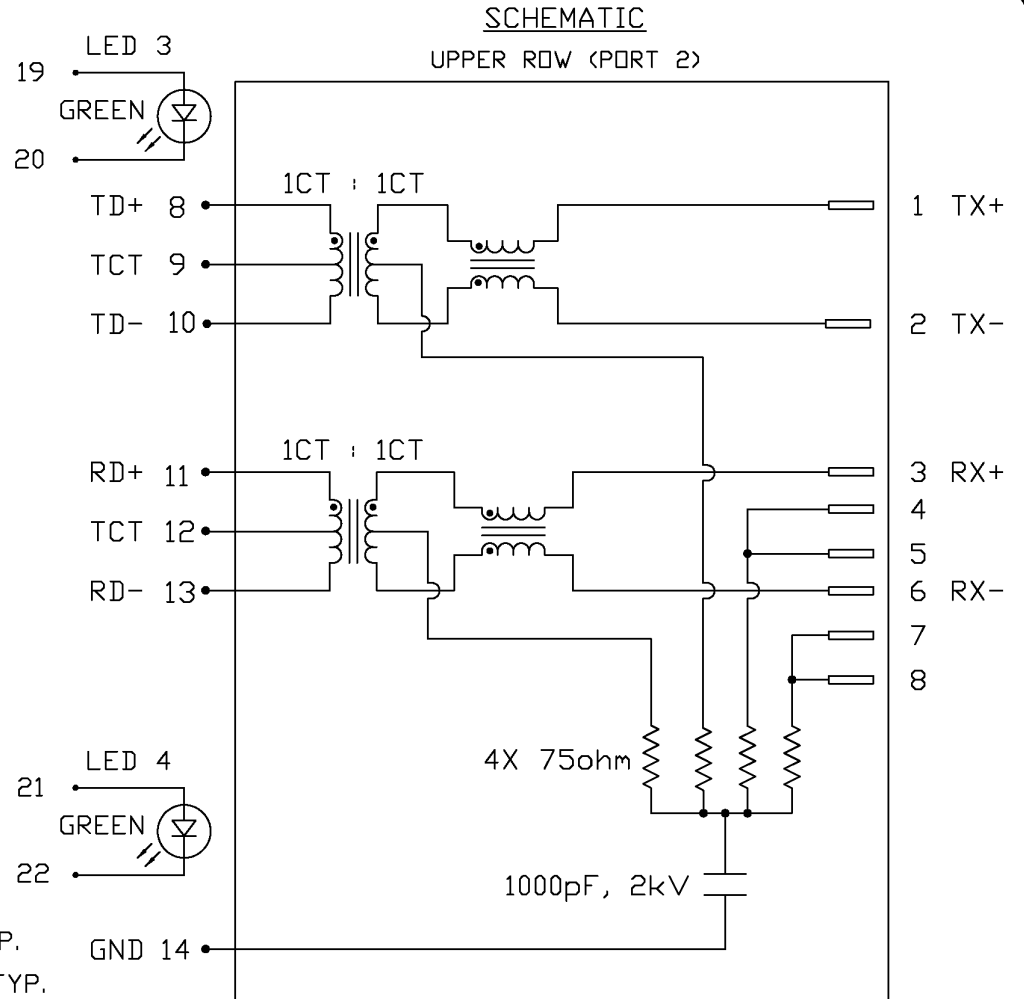 SCHEMATIC
UPPER ROW (PORT 2)
LED 3
19
GREEN
20
1CT : 1CT
TD+ 8
1 TX+
TCT 9
TD- 10
2 TX-
1CT : 1CT
RD+ 11
3 RX+
4
TCT 12
5
RD- 13
6 RX-
7
8
LED 4
4X 75ohm
21
GREEN
22
1000pF, 2kV
P.
GND 14
TYP.